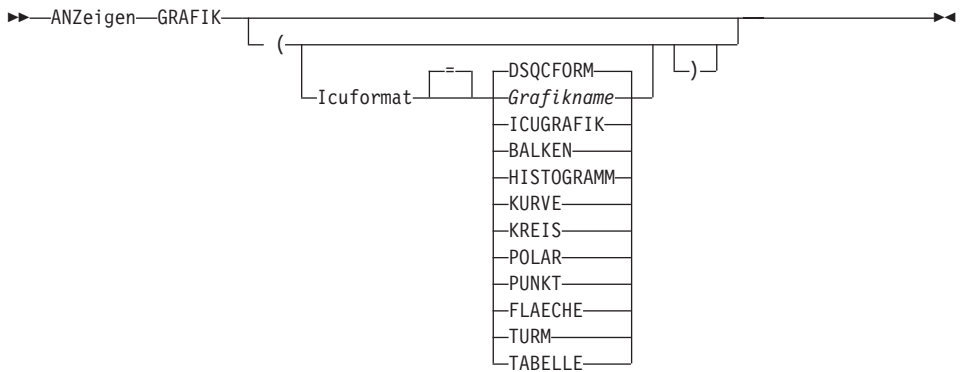 ANZeigen GRAFIK
(
)
Icuformat =
DSQCFORM
Grafikname
ICUGRAFIK
BALKEN
HISTOGRAMM
KURVE
KREIS
POLAR
PUNKT
FLAECHE
TURM
TABELLE